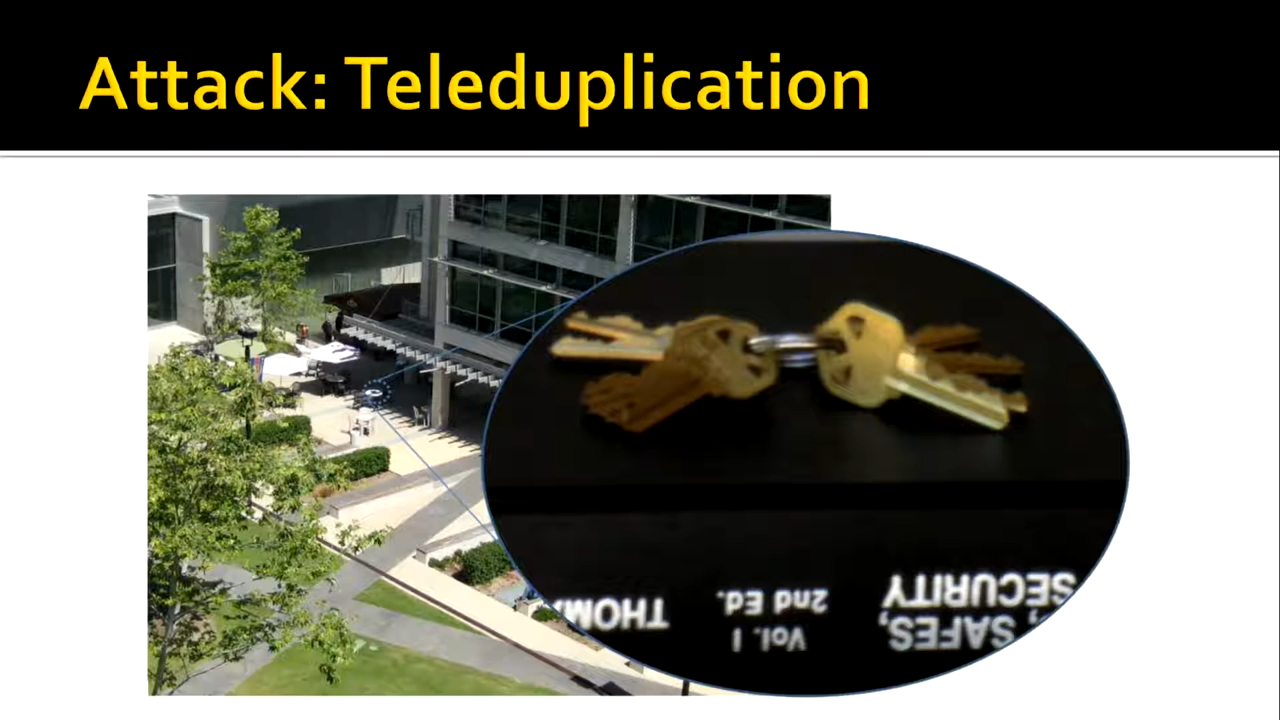 Attack: Teleduplication
, SAFES,
SECURITY
Vol. I
2nd Ed.
THOM